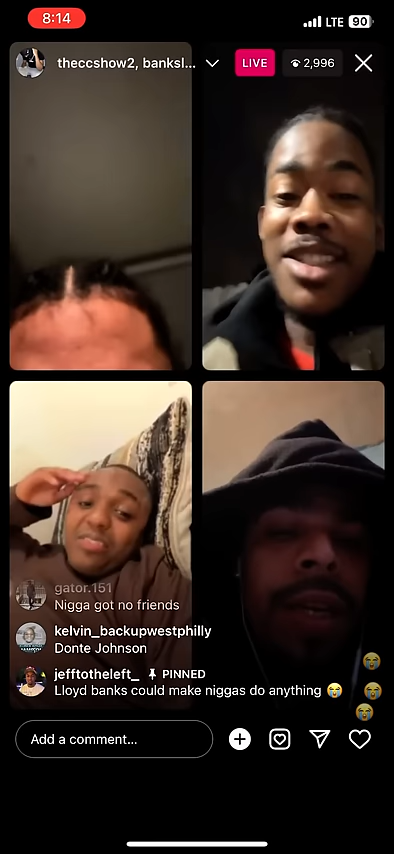 8:14
LTE 90
theccshow2, banksl...
LIVE
2,996
gator.151
Nigga got no friends
kelvin_backupwestphilly
Donte Johnson
jefftotheleft_ PINNED
Lloyd banks could make niggas do anything 😭
Add a comment...